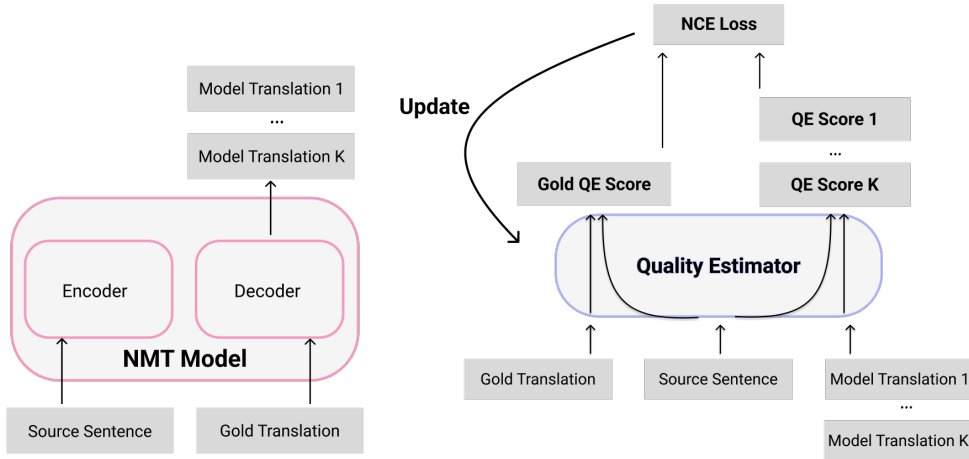 Model Translation 1
...
Model Translation K
Encoder
Decoder
NMT Model
Source Sentence
Gold Translation
NCE Loss
Update
QE Score 1
...
Gold QE Score
QE Score K
Quality Estimator
Gold Translation
Source Sentence
Model Translation 1
...
Model Translation K